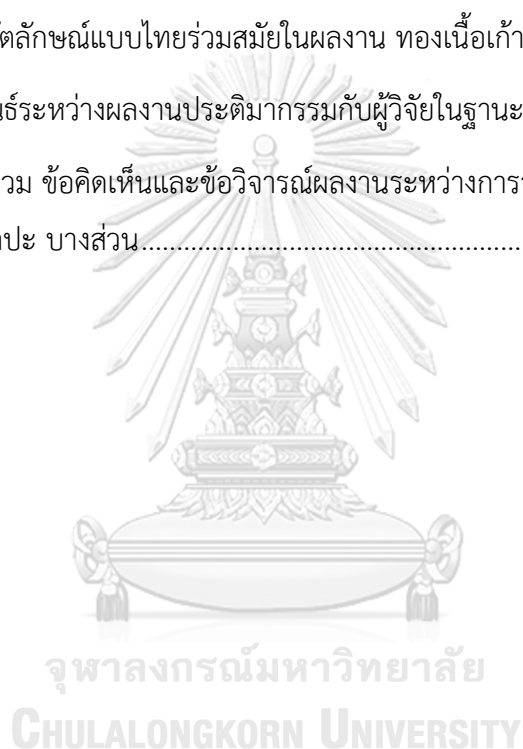 ตลักษณ์แบบไทยร่วมสมัยในผลงาน ทองเนื้อเก้า
ระหว่างผลงานประติมากรรมกับผู้วิจัยในฐานะ
ข้อคิดเห็นและข้อวิจารณ์ผลงานระหว่างการ
ปะ บางส่วน......................................................
จุฬาลงกรณ์มหาวิทยาลัย
CHULALONGKORN UNIVERSITY